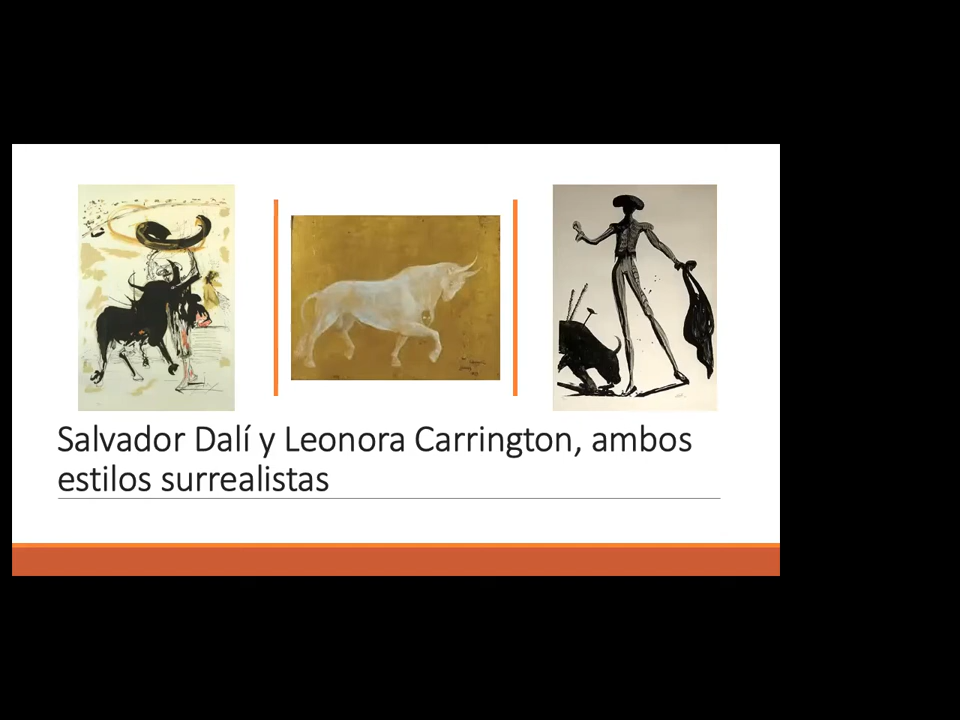 Salvador Dalí y Leonora Carrington, ambos
estilos surrealistas